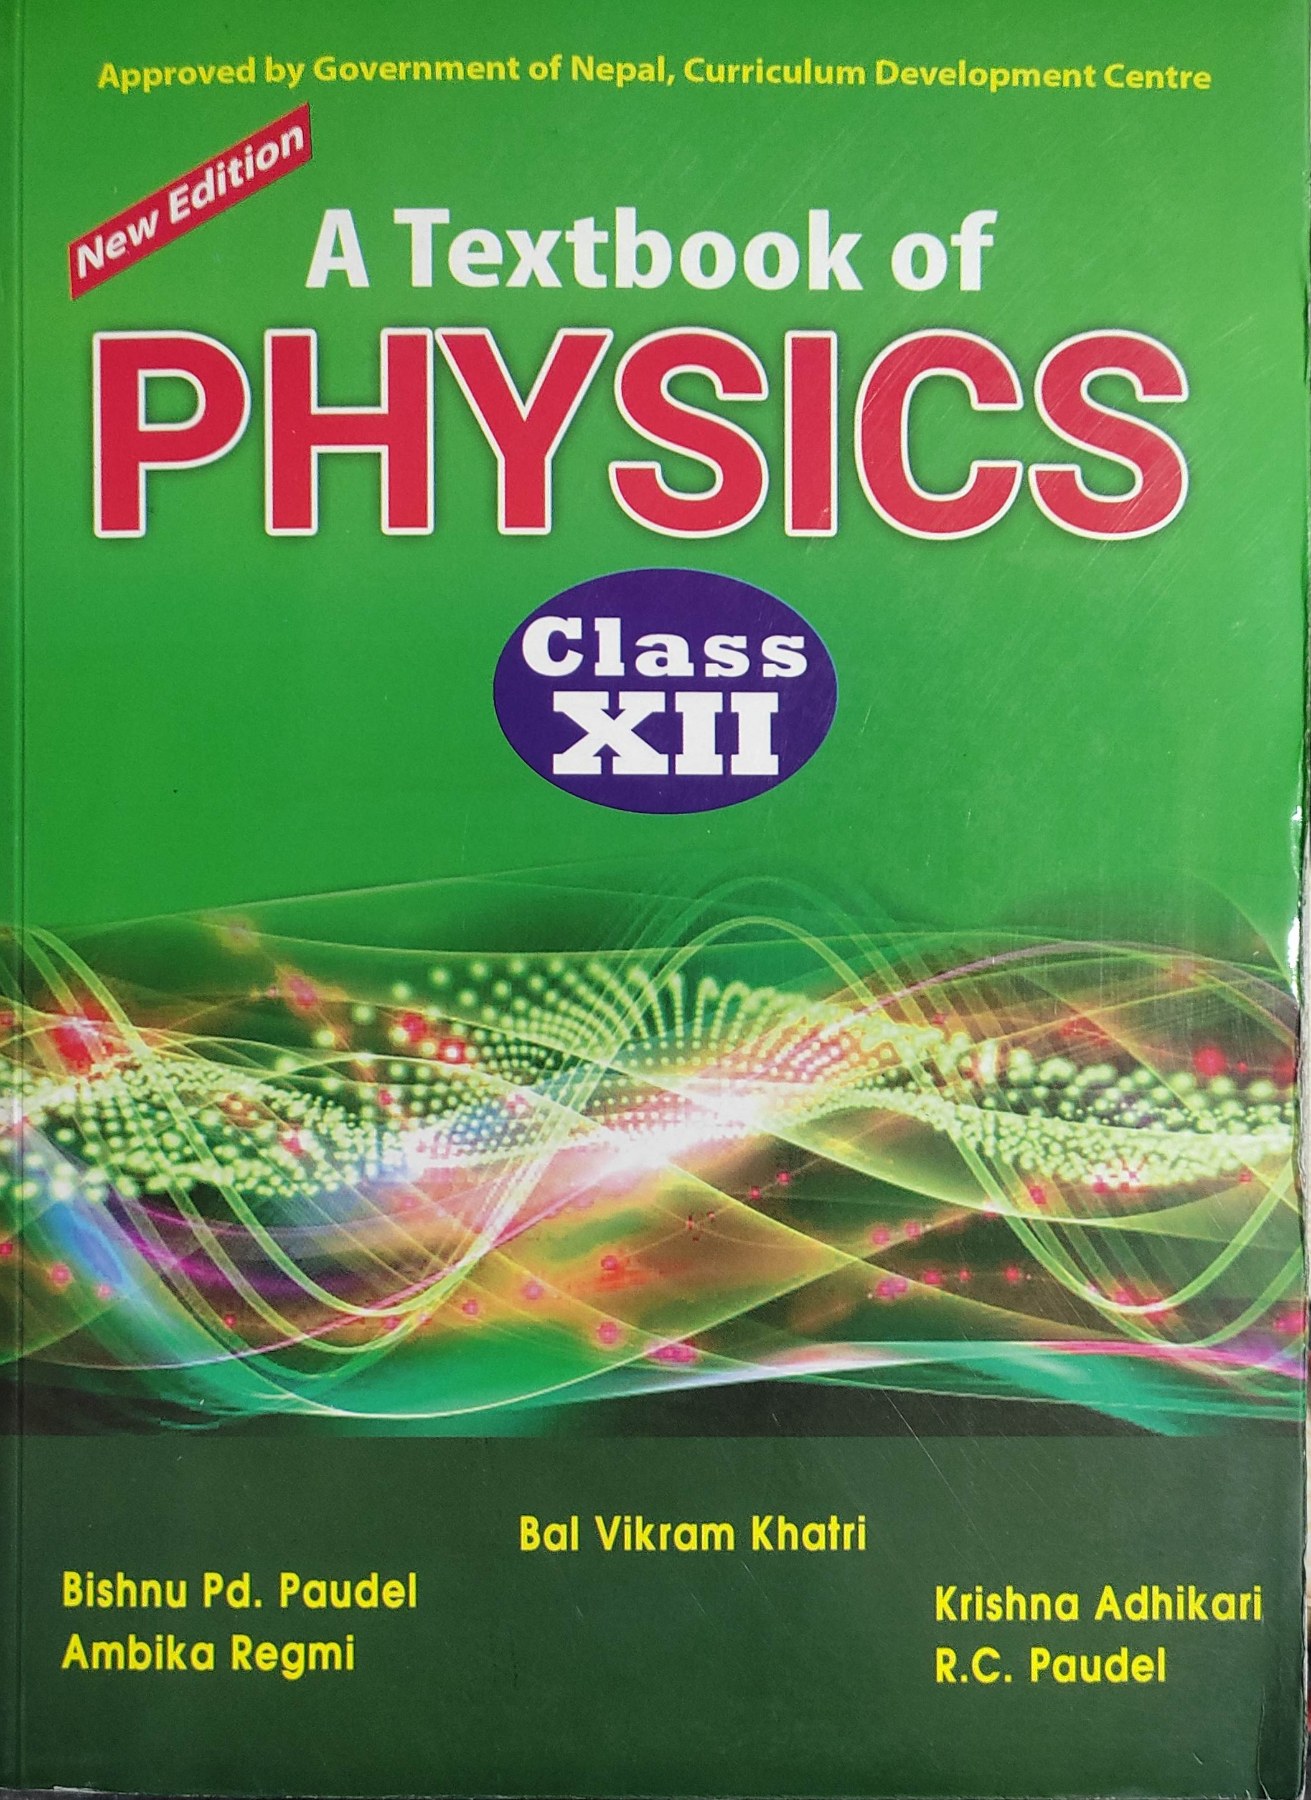 Approved by Government of Nepal, Curriculum Development Centre
New Edition
A Textbook of
PHYSICS
Class
XII
Bal Vikram Khatri
Bishnu Pd. Paudel
Ambika Regmi
Krishna Adhikari
R.C. Paudel